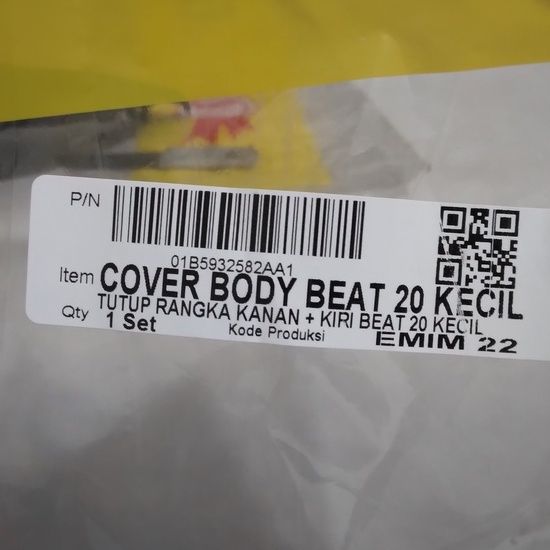 P/N
01B5932582AA1
Item COVER BODY BEAT 20 KECIL
TUTUP RANGKA KANAN + KIRI BEAT 20 KECIL
Qty 1 Set Kode Produksi EMIM 22